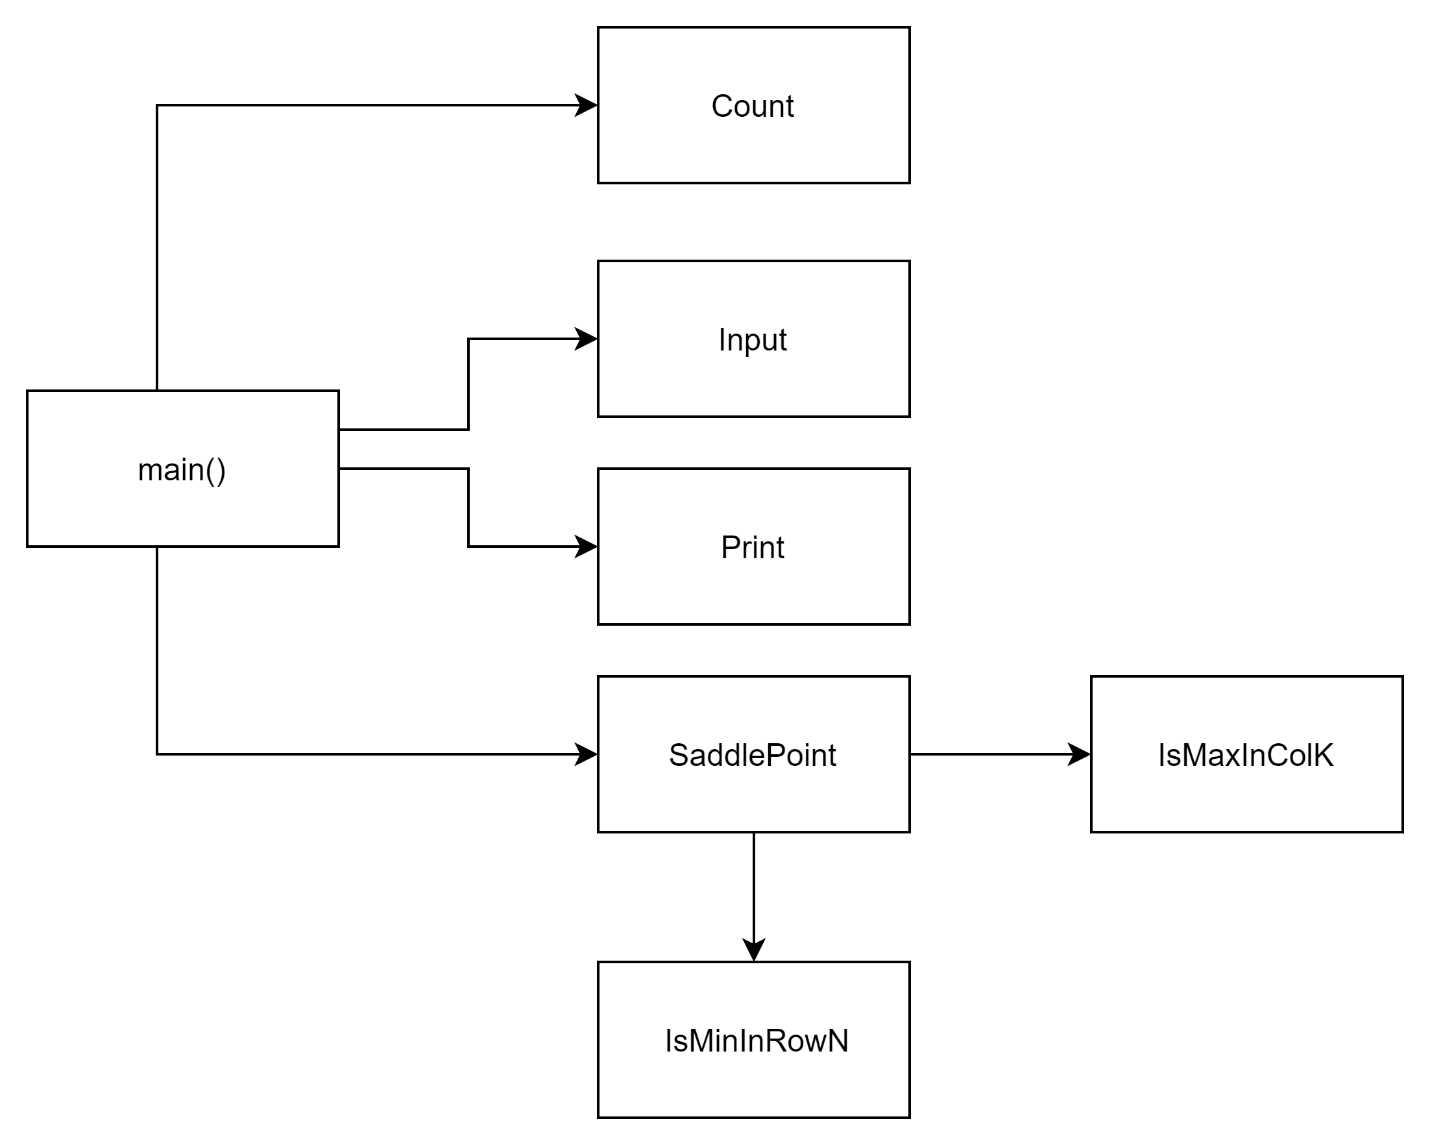 Count
Input
main()
Print
SaddlePoint
IsMaxInColK
IsMinInRowN